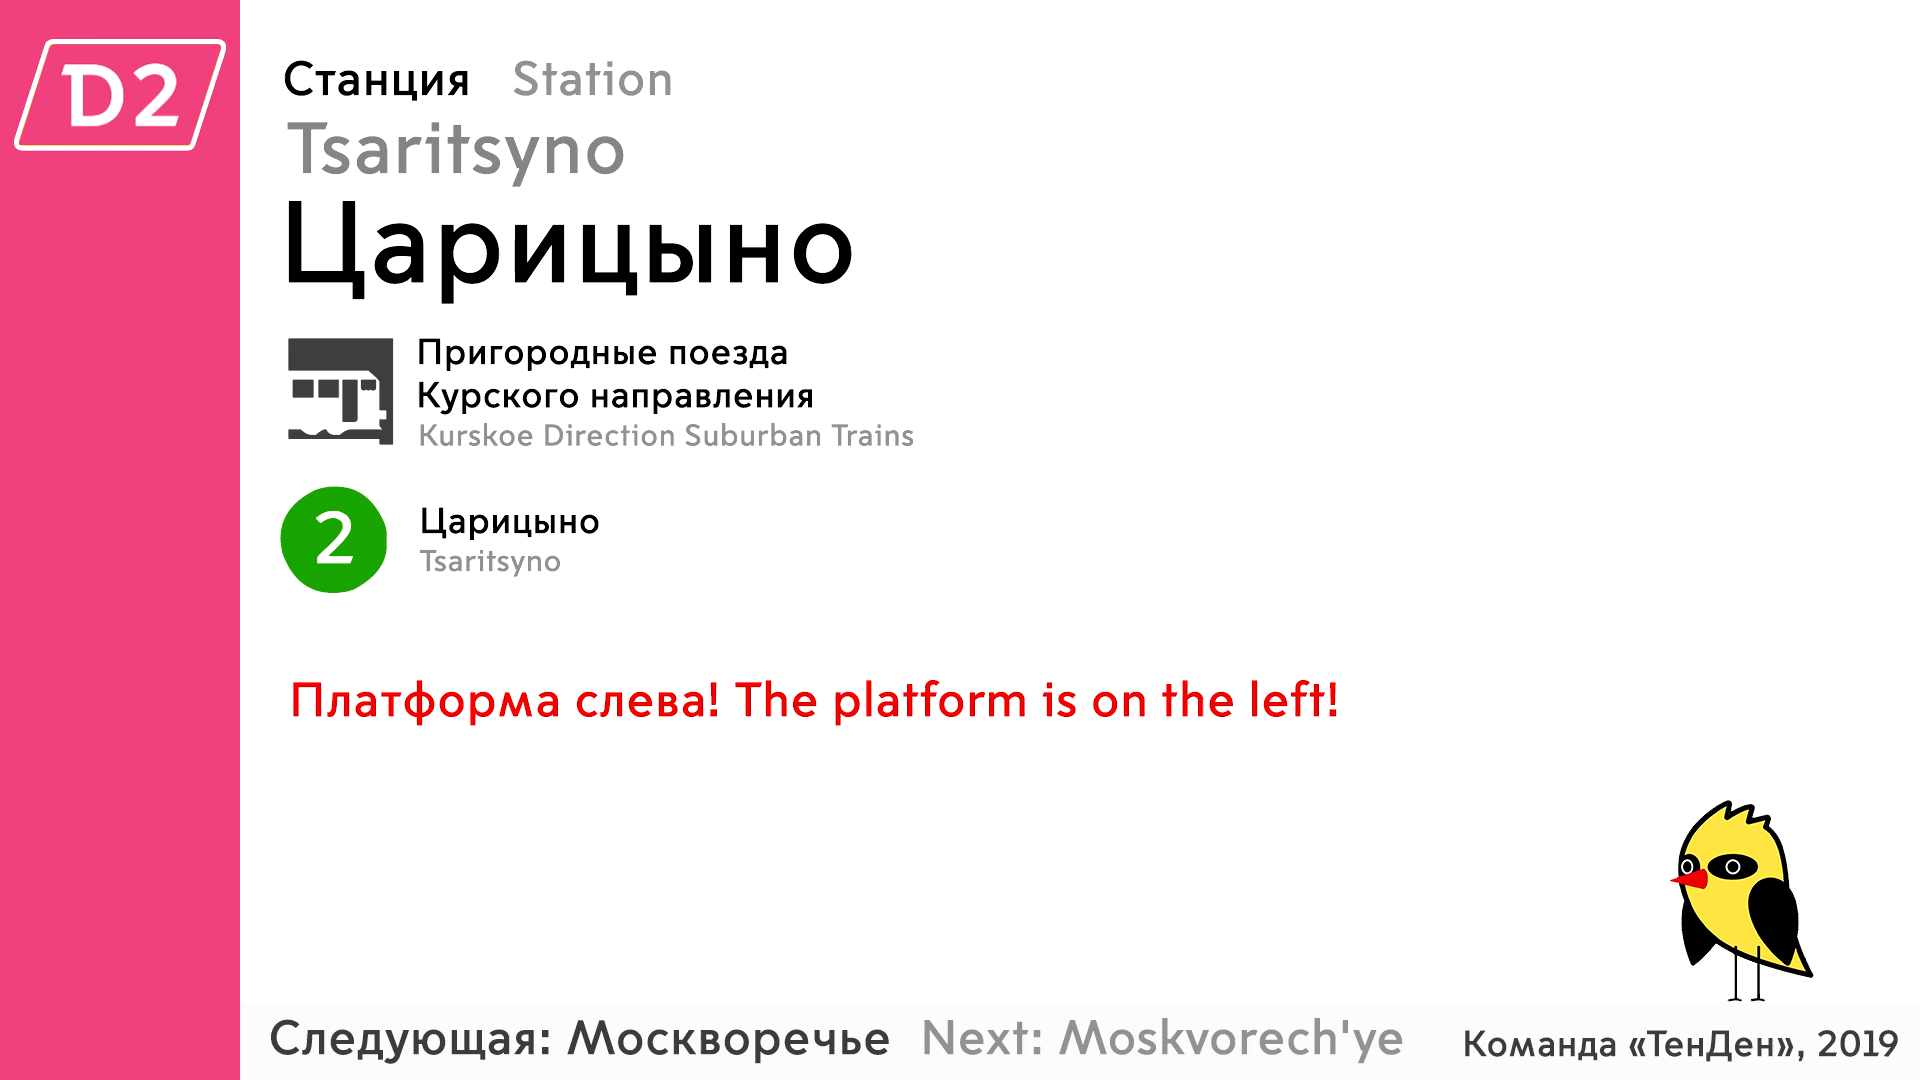 D2
Станция Station
Tsaritsyno
Царицыно
Пригородные поезда
Курского направления
Kurskoe Direction Suburban Trains
2
Царицыно
Tsaritsyno
Платформа слева! The platform is on the left!
Следующая: Москворечье Next: Moskvorech'ye
Команда «ТенДен», 2019